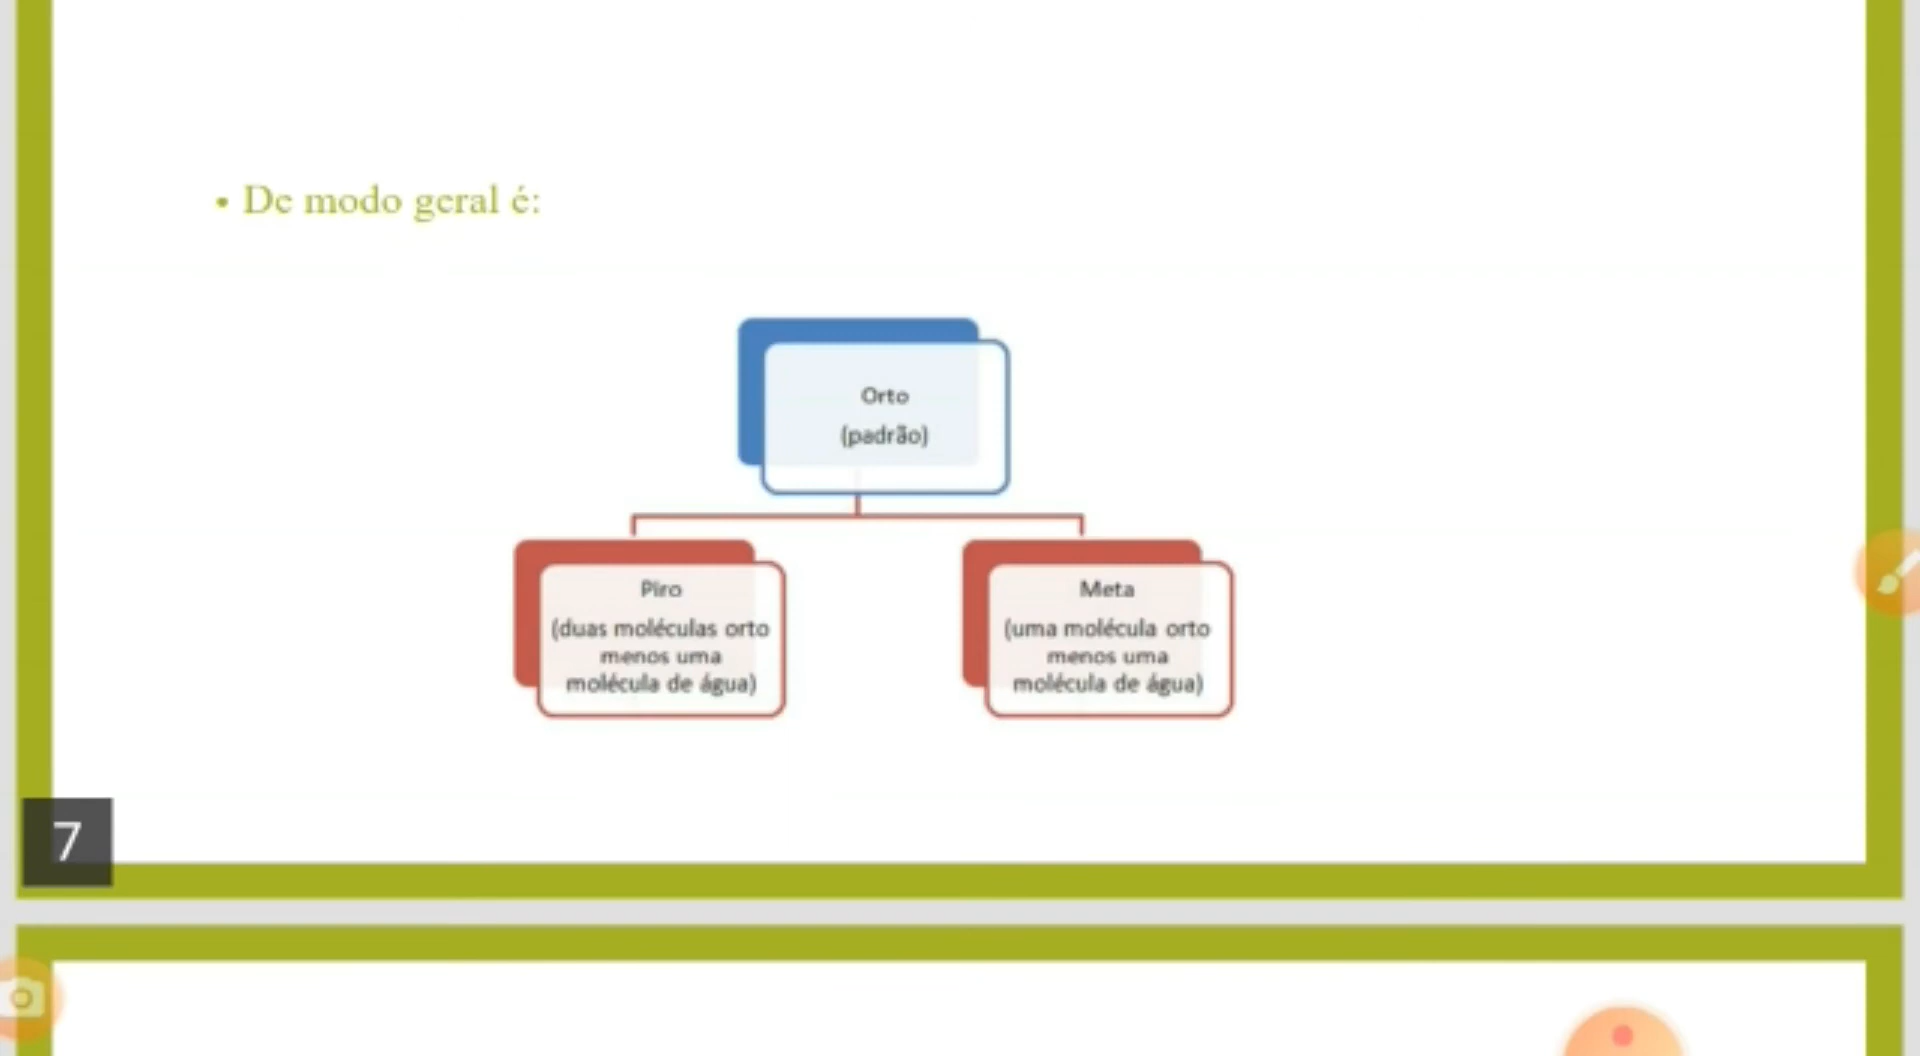 • De modo geral é:
Orto
(padrão)
Piro
(duas moléculas orto
menos uma
molécula de água)
Meta
(uma molécula orto
menos uma
molécula de água)
7